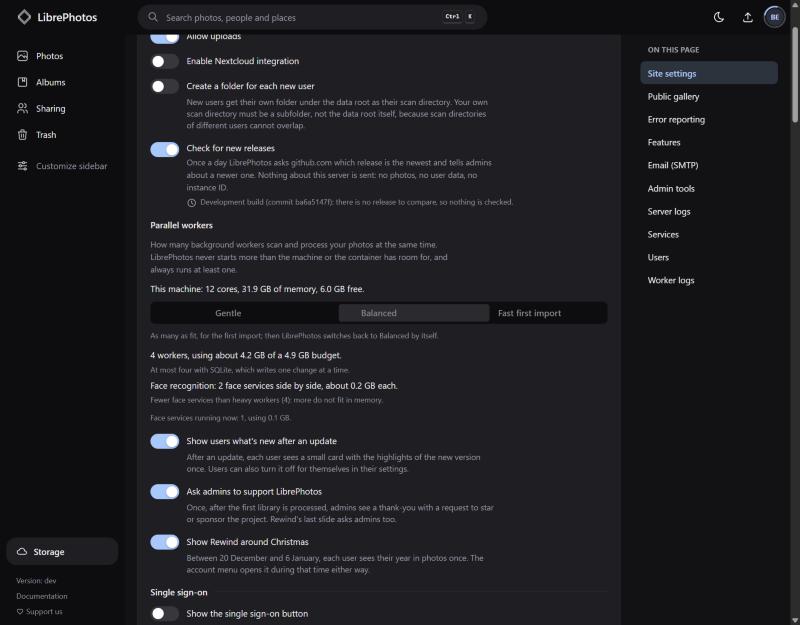 LibrePhotos
Search photos, people and places
Ctrl K
BE
Photos
Albums
Sharing
Trash
Customize sidebar
Storage
Version: dev
Documentation
Support us
Allow uploads
Enable Nextcloud integration
Create a folder for each new user
New users get their own folder under the data root as their scan directory. Your own
scan directory must be a subfolder, not the data root itself, because scan directories
of different users cannot overlap.
Check for new releases
Once a day LibrePhotos asks github.com which release is the newest and tells admins
about a newer one. Nothing about this server is sent: no photos, no user data, no
instance ID.
Development build (commit ba6a5147f): there is no release to compare, so nothing is checked.
Parallel workers
How many background workers scan and process your photos at the same time.
LibrePhotos never starts more than the machine or the container has room for, and
always runs at least one.
This machine: 12 cores, 31.9 GB of memory, 6.0 GB free.
Gentle
Balanced
Fast first import
As many as fit, for the first import; then LibrePhotos switches back to Balanced by itself.
4 workers, using about 4.2 GB of a 4.9 GB budget.
At most four with SQLite, which writes one change at a time.
Face recognition: 2 face services side by side, about 0.2 GB each.
Fewer face services than heavy workers (4): more do not fit in memory.
Face services running now: 1, using 0.1 GB.
Show users what's new after an update
After an update, each user sees a small card with the highlights of the new version
once. Users can also turn it off for themselves in their settings.
Ask admins to support LibrePhotos
Once, after the first library is processed, admins see a thank-you with a request to star
or sponsor the project. Rewind's last slide asks admins too.
Show Rewind around Christmas
Between 20 December and 6 January, each user sees their year in photos once. The
account menu opens it during that time either way.
Single sign-on
Show the single sign-on button
ON THIS PAGE
Site settings
Public gallery
Error reporting
Features
Email (SMTP)
Admin tools
Server logs
Services
Users
Worker logs